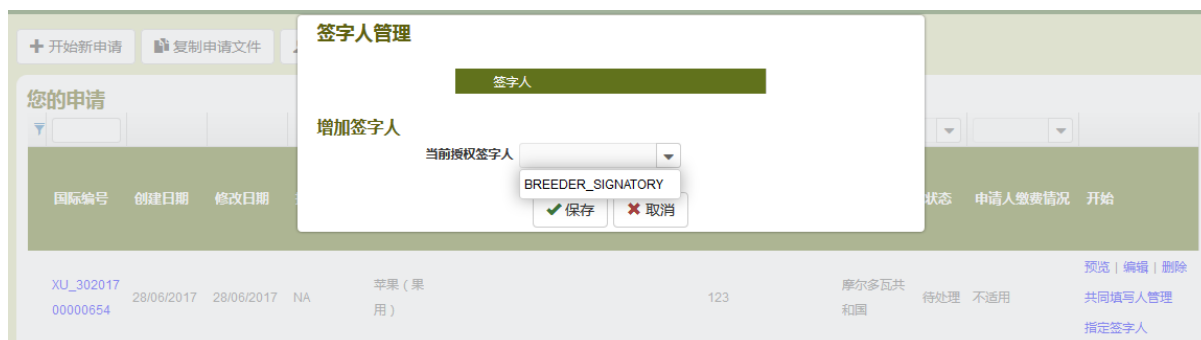 签字人管理
开始新申请 复制申请文件
签字人
您的申请
增加签字人
当前授权签字人
BREEDER_SIGNATORY
保存 取消
国际编号 创建日期 修改日期 状态 申请人缴费情况 开始
预览 | 编辑 | 删除
XU_302017
00000654
28/06/2017 28/06/2017 NA
苹果(果
用)
123
摩尔多瓦共
和国
待处理 不适用
共同填写人管理
指定签字人